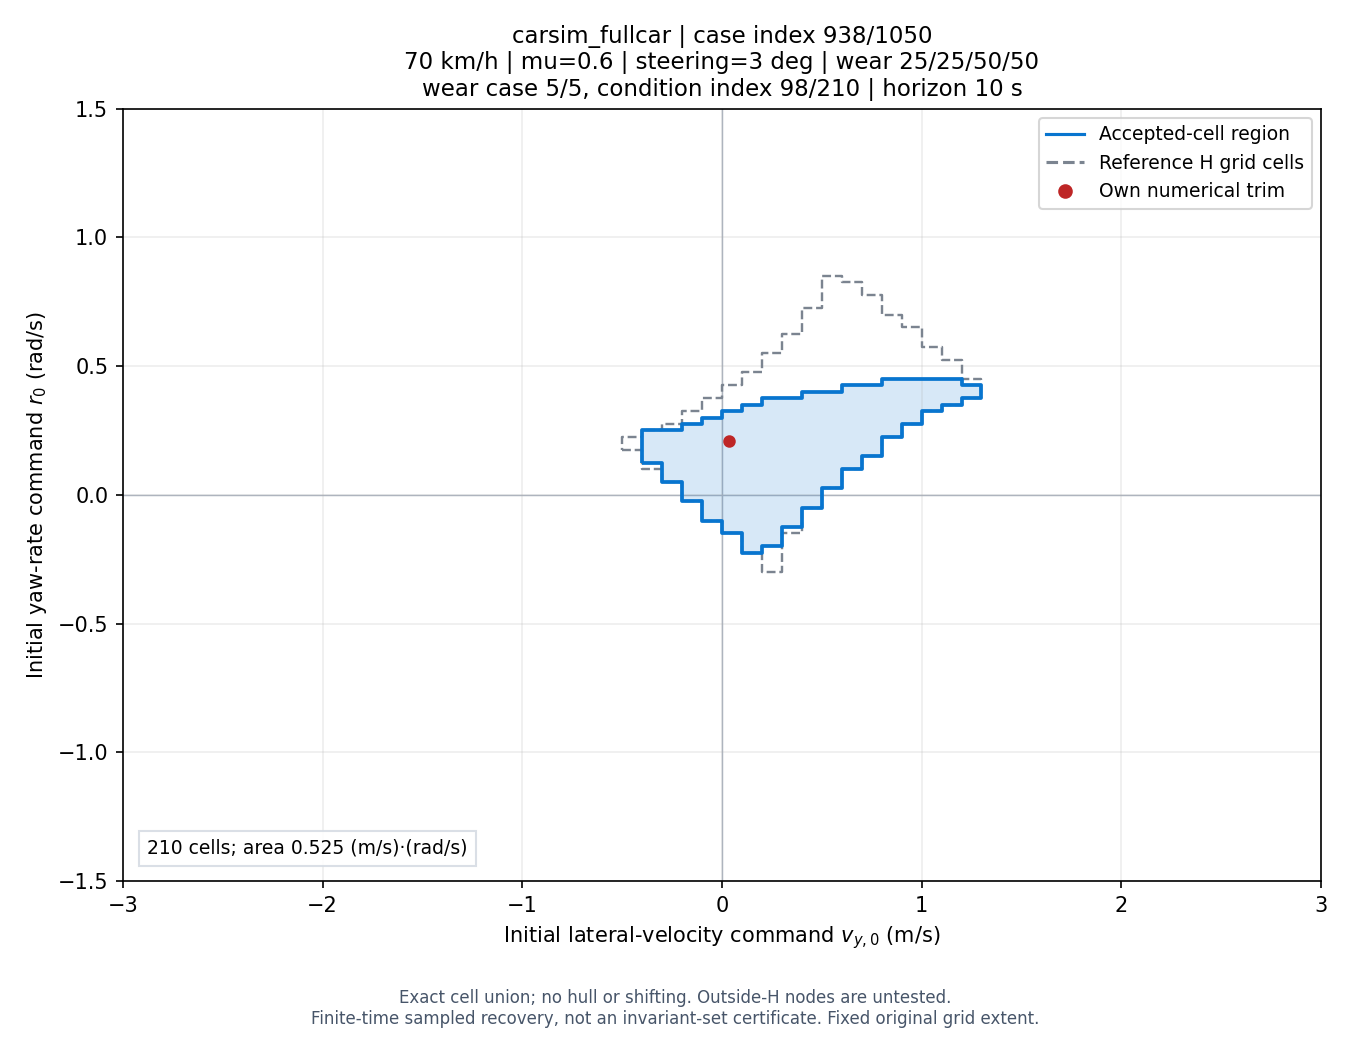 carsim_fullcar | case index 938/1050
70 km/h | mu=0.6 | steering=3 deg | wear 25/25/50/50
wear case 5/5, condition index 98/210 | horizon 10 s
Accepted-cell region
Reference H grid cells
Own numerical trim
1.5
1.0
0.5
0.0
−0.5
−1.0
−1.5
Initial yaw-rate command r₀ (rad/s)
210 cells; area 0.525 (m/s)·(rad/s)
−3 −2 −1 0 1 2 3
Initial lateral-velocity command v_{y,0} (m/s)
Exact cell union; no hull or shifting. Outside-H nodes are untested.
Finite-time sampled recovery, not an invariant-set certificate. Fixed original grid extent.